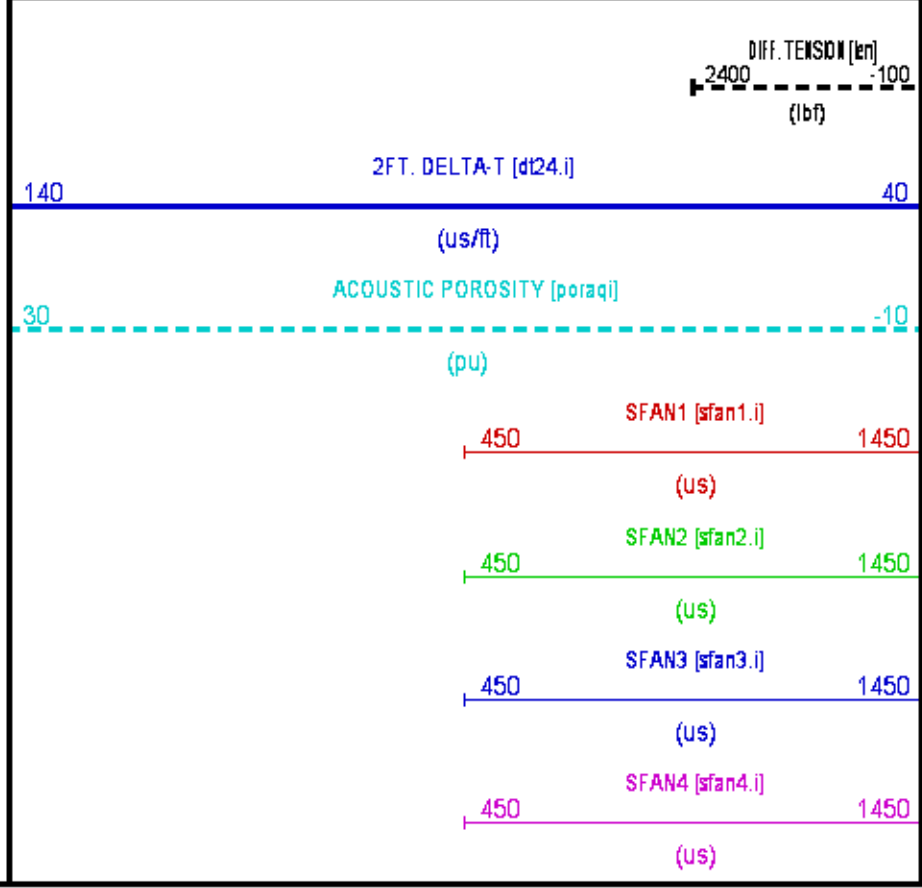 DIFF. TENSION [ten]
2400 -100
(lbf)
2FT. DELTA-T [dt24.i]
140 40
(us/ft)
ACOUSTIC POROSITY [poraqi]
30 -10
(pu)
SFAN1 [sfan1.i]
450 1450
(us)
SFAN2 [sfan2.i]
450 1450
(us)
SFAN3 [sfan3.i]
450 1450
(us)
SFAN4 [sfan4.i]
450 1450
(us)